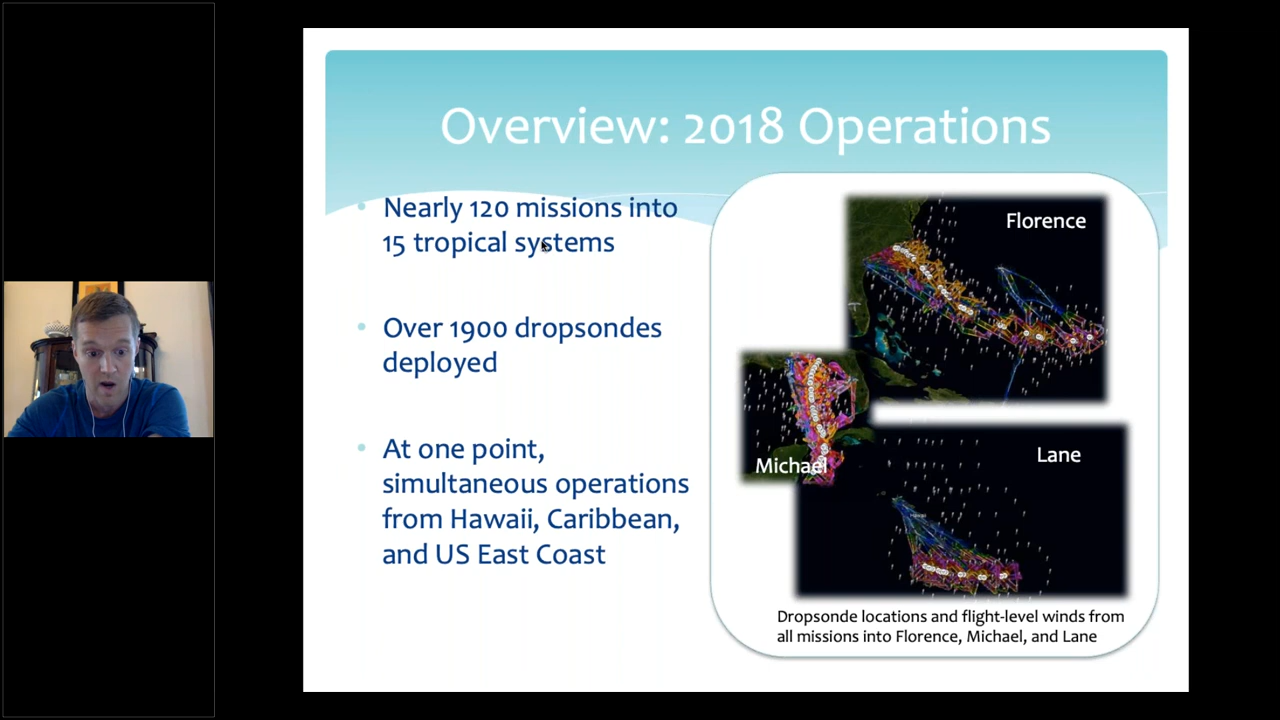 Overview: 2018 Operations
Nearly 120 missions into
15 tropical systems
Over 1900 dropsondes
deployed
At one point,
simultaneous operations
from Hawaii, Caribbean,
and US East Coast
Florence
Michael
Lane
Dropsonde locations and flight-level winds from
all missions into Florence, Michael, and Lane